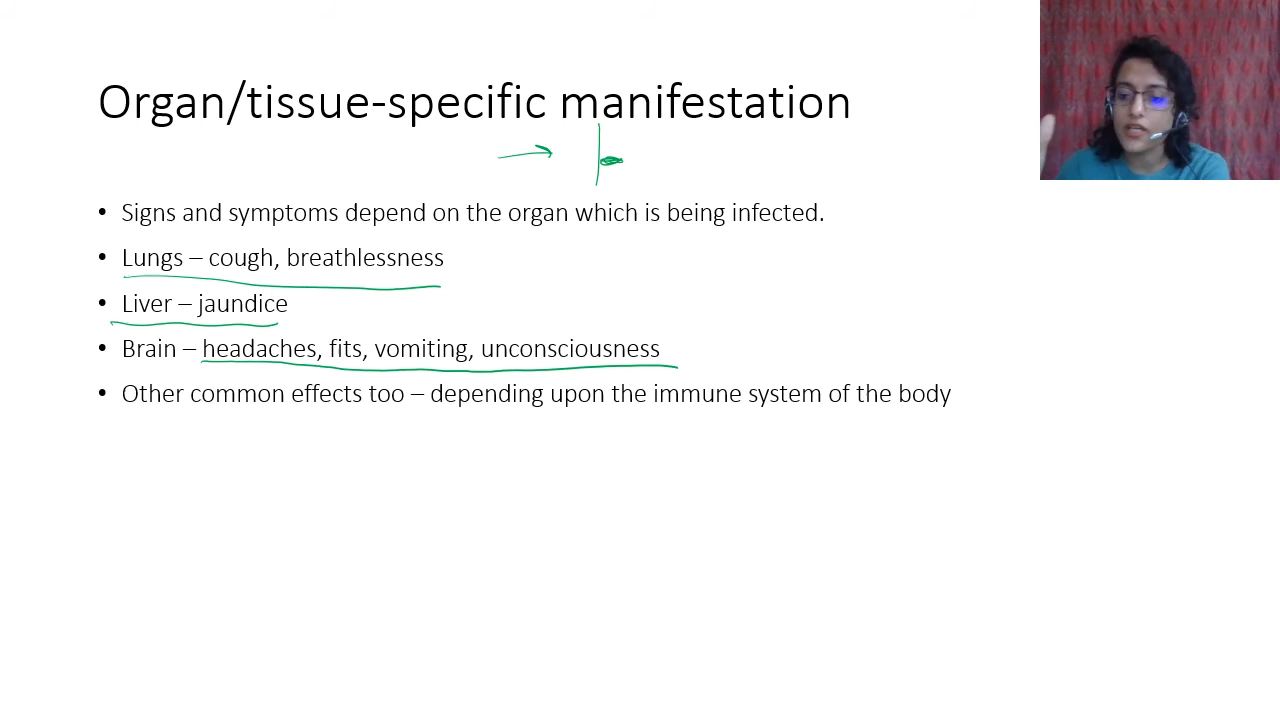 Organ/tissue-specific manifestation
• Signs and symptoms depend on the organ which is being infected.
• Lungs – cough, breathlessness
• Liver – jaundice
• Brain – headaches, fits, vomiting, unconsciousness
• Other common effects too – depending upon the immune system of the body